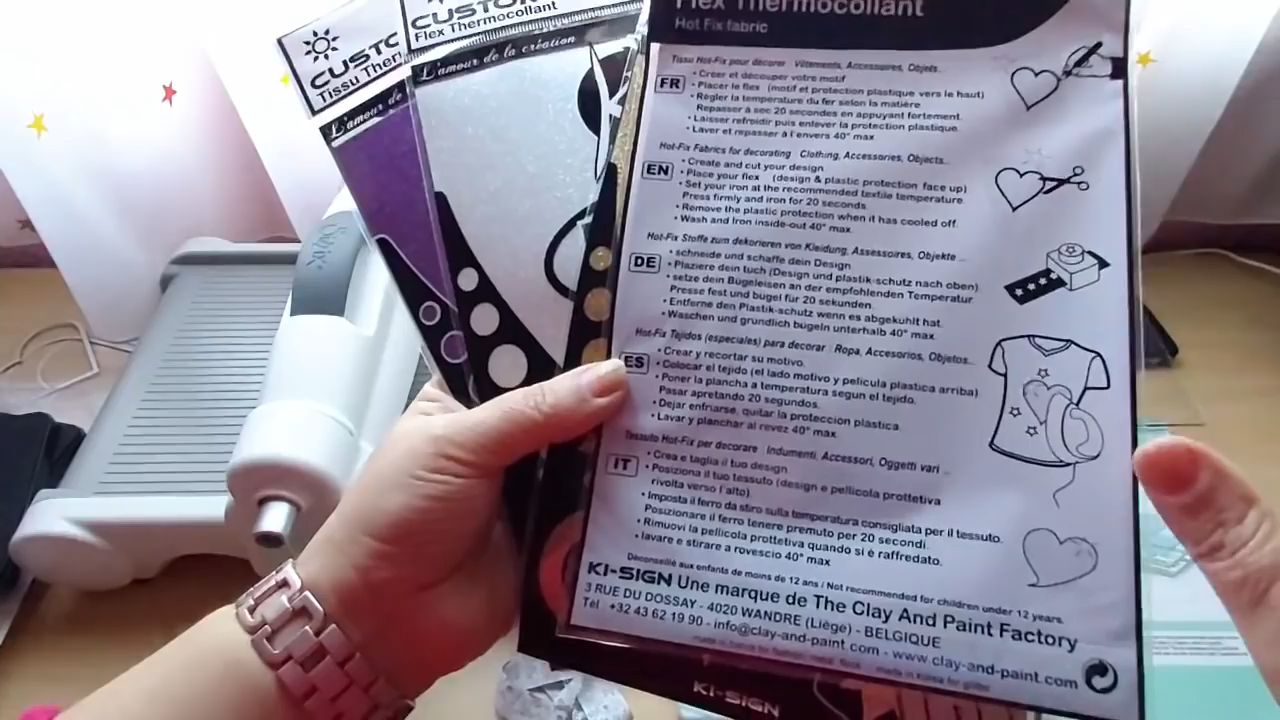 CUSTO
Tissu Ther
L'amour de
CUSTOM
Flex Thermocollant
L'amour de la création
Flex Thermocollant
Hot Fix fabric
Tissu Hot-Fix pour décorer Vêtements, Accessoires, Objets...
FR
• Créer et découper votre motif
• Placer le flex (motif et protection plastique vers le haut)
• Régler la température du fer selon la matière.
Repasser à sec 20 secondes en appuyant fortement.
• Laisser refroidir puis enlever la protection plastique.
• Laver et repasser à l'envers 40° max
Hot-Fix Fabrics for decorating Clothing, Accessories, Objects...
EN
• Create and cut your design
• Place your flex (design & plastic protection face up)
• Set your iron at the recommended textile temperature.
Press firmly and iron for 20 seconds.
• Remove the plastic protection when it has cooled off.
• Wash and Iron inside-out 40° max.
Hot-Fix Stoffe zum dekorieren von Kleidung, Assessoires, Objekte ...
DE
• schneide und schaffe dein Design
• Plaziere dein tuch (Design und plastik-schutz nach oben)
• setze dein Bügeleisen an der empfohlenten Temperatur
Presse fest und bügel für 20 sekunden.
• Entferne den Plastik-schutz wenn es abgekühlt hat.
• Waschen und gründlich bügeln unterhalb 40° max.
Hot-Fix Tejidos (especiales) para decorar : Ropa, Accesorios, Objetos...
ES
• Crear y recortar su motivo.
• Colocar el tejido (el lado motivo y pelicula plastica arriba)
• Poner la plancha a temperatura segun el tejido.
Pasar apretando 20 segundos.
• Dejar enfriarse, quitar la proteccion plastica.
• Lavar y planchar al revez 40° max
Tessuto Hot-Fix per decorare : Indumenti, Accessori, Oggetti vari ...
IT
• Crea e taglia il tuo design
• Posiziona il tuo tessuto (design e pellicola prottettiva
rivolta verso l'alto).
• Imposta il ferro da stiro sulla temperatura consigliata per il tessuto.
Posizionare il ferro tenere premuto per 20 secondi.
• Rimuovi la pellicola prottettiva quando si è raffredato.
• lavare e stirare a rovescio 40° max
Déconseillé aux enfants de moins de 12 ans / Not recommended for children under 12 years.
KI-SIGN Une marque de The Clay And Paint Factory
3 RUE DU DOSSAY - 4020 WANDRE (Liège) - BELGIQUE
Tel : +32 43 62 19 90 - info@clay-and-paint.com - www.clay-and-paint.com
KI-SIGN